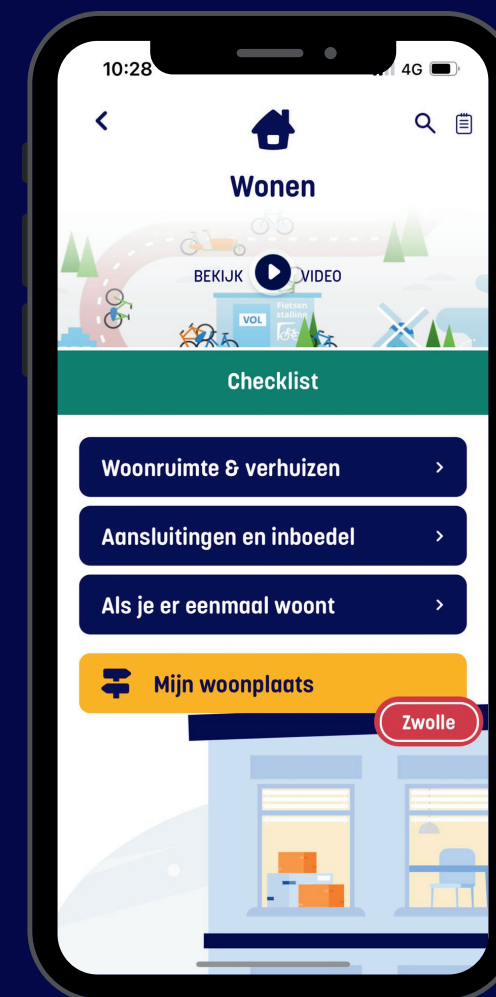 10:28 4G
Wonen
BEKIJK VIDEO
Fietsen
stalling
VOL
Checklist
Woonruimte & verhuizen
Aansluitingen en inboedel
Als je er eenmaal woont
Mijn woonplaats
Zwolle